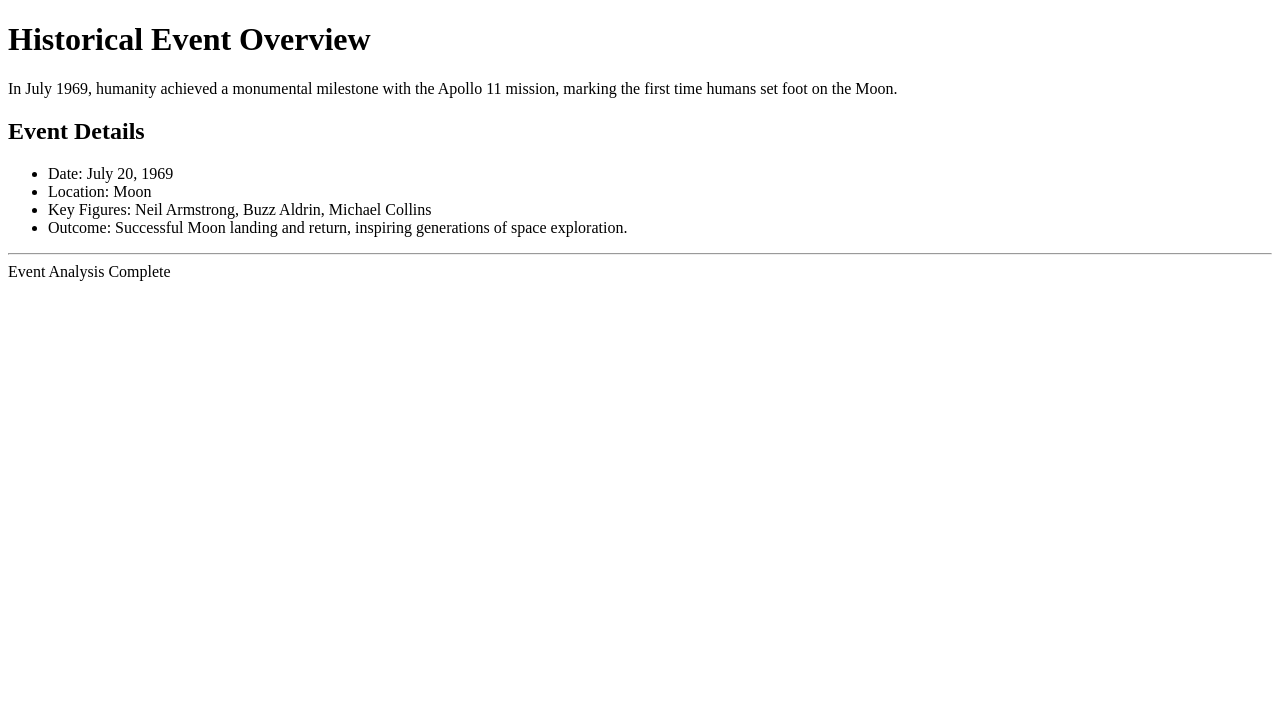 Historical Event Overview
In July 1969, humanity achieved a monumental milestone with the Apollo 11 mission, marking the first time humans set foot on the Moon.
Event Details
Date: July 20, 1969
Location: Moon
Key Figures: Neil Armstrong, Buzz Aldrin, Michael Collins
Outcome: Successful Moon landing and return, inspiring generations of space exploration.
Event Analysis Complete